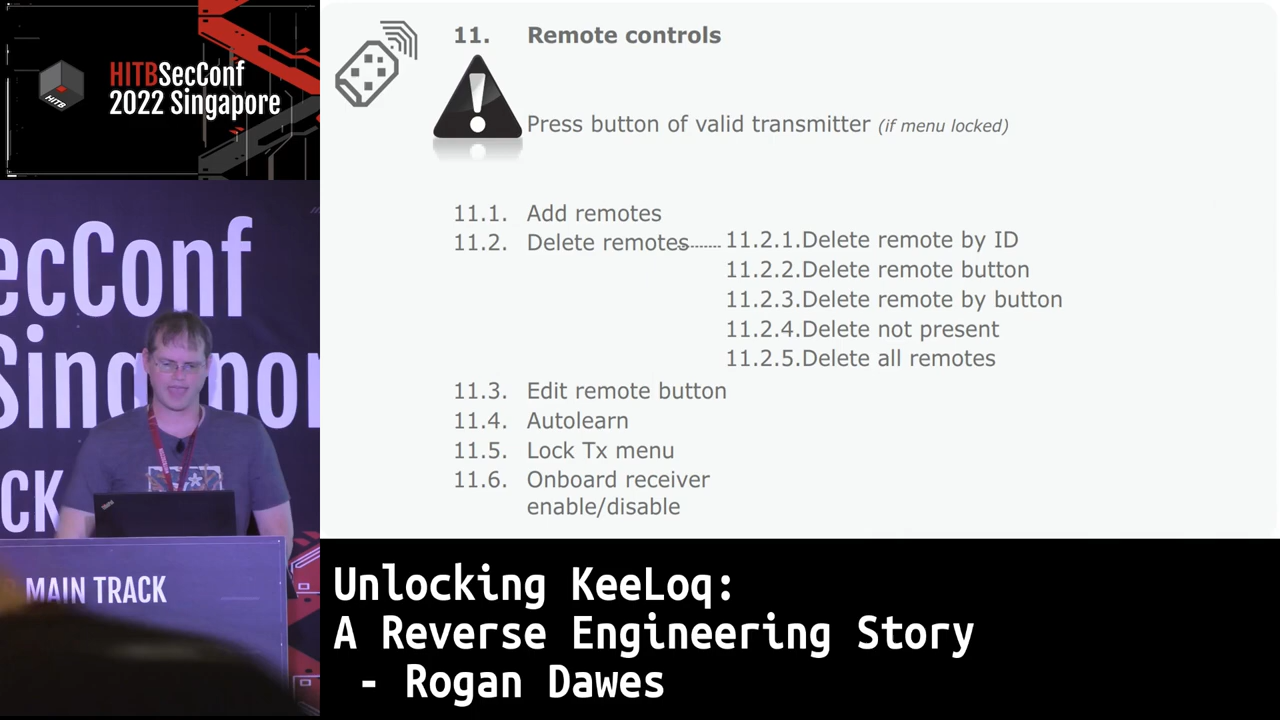 HITBSecConf
2022 Singapore
HITB
ecConf
Singapor
CK
MAIN TRACK
11. Remote controls
Press button of valid transmitter (if menu locked)
11.1. Add remotes
11.2. Delete remotes
11.2.1.Delete remote by ID
11.2.2.Delete remote button
11.2.3.Delete remote by button
11.2.4.Delete not present
11.2.5.Delete all remotes
11.3. Edit remote button
11.4. Autolearn
11.5. Lock Tx menu
11.6. Onboard receiver
enable/disable
Unlocking KeeLoq:
A Reverse Engineering Story
- Rogan Dawes